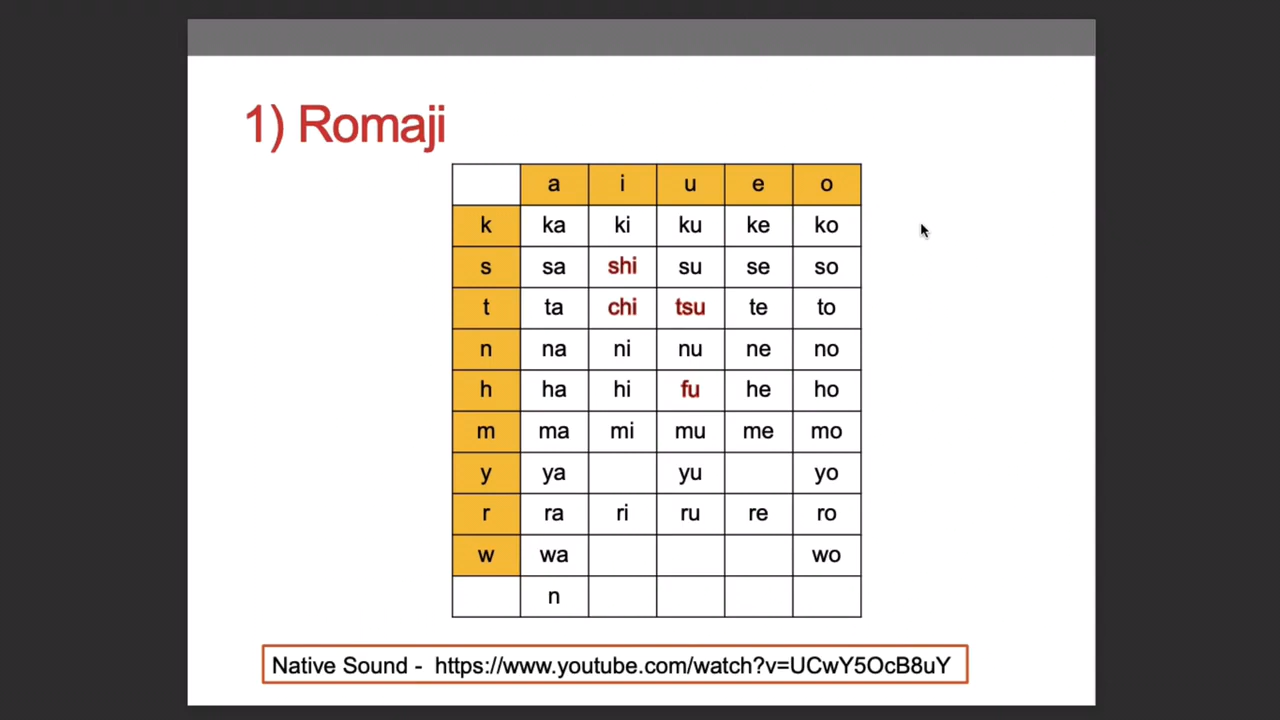 1) Romaji
a i u e o
k ka ki ku ke ko
s sa shi su se so
t ta chi tsu te to
n na ni nu ne no
h ha hi fu he ho
m ma mi mu me mo
y ya yu yo
r ra ri ru re ro
w wa wo
n
Native Sound - https://www.youtube.com/watch?v=UCwY5OcB8uY